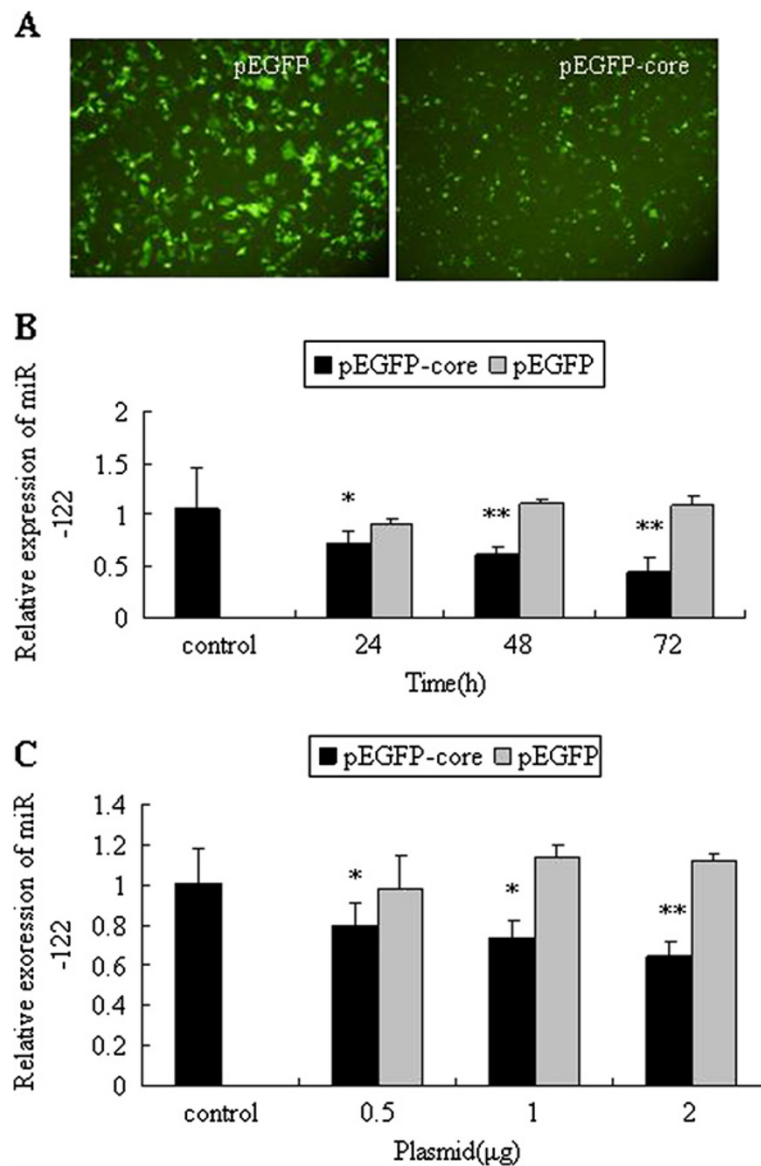 A
pEGFP
pEGFP-core
B
pEGFP-core pEGFP
Relative expression of miR
-122
2
1.5
1
0.5
0
* ** **
control 24 48 72
Time(h)
C
pEGFP-core pEGFP
Relative exoression of miR
-122
1.4
1.2
1
0.8
0.6
0.4
0.2
0
* * **
control 0.5 1 2
Plasmid(μg)